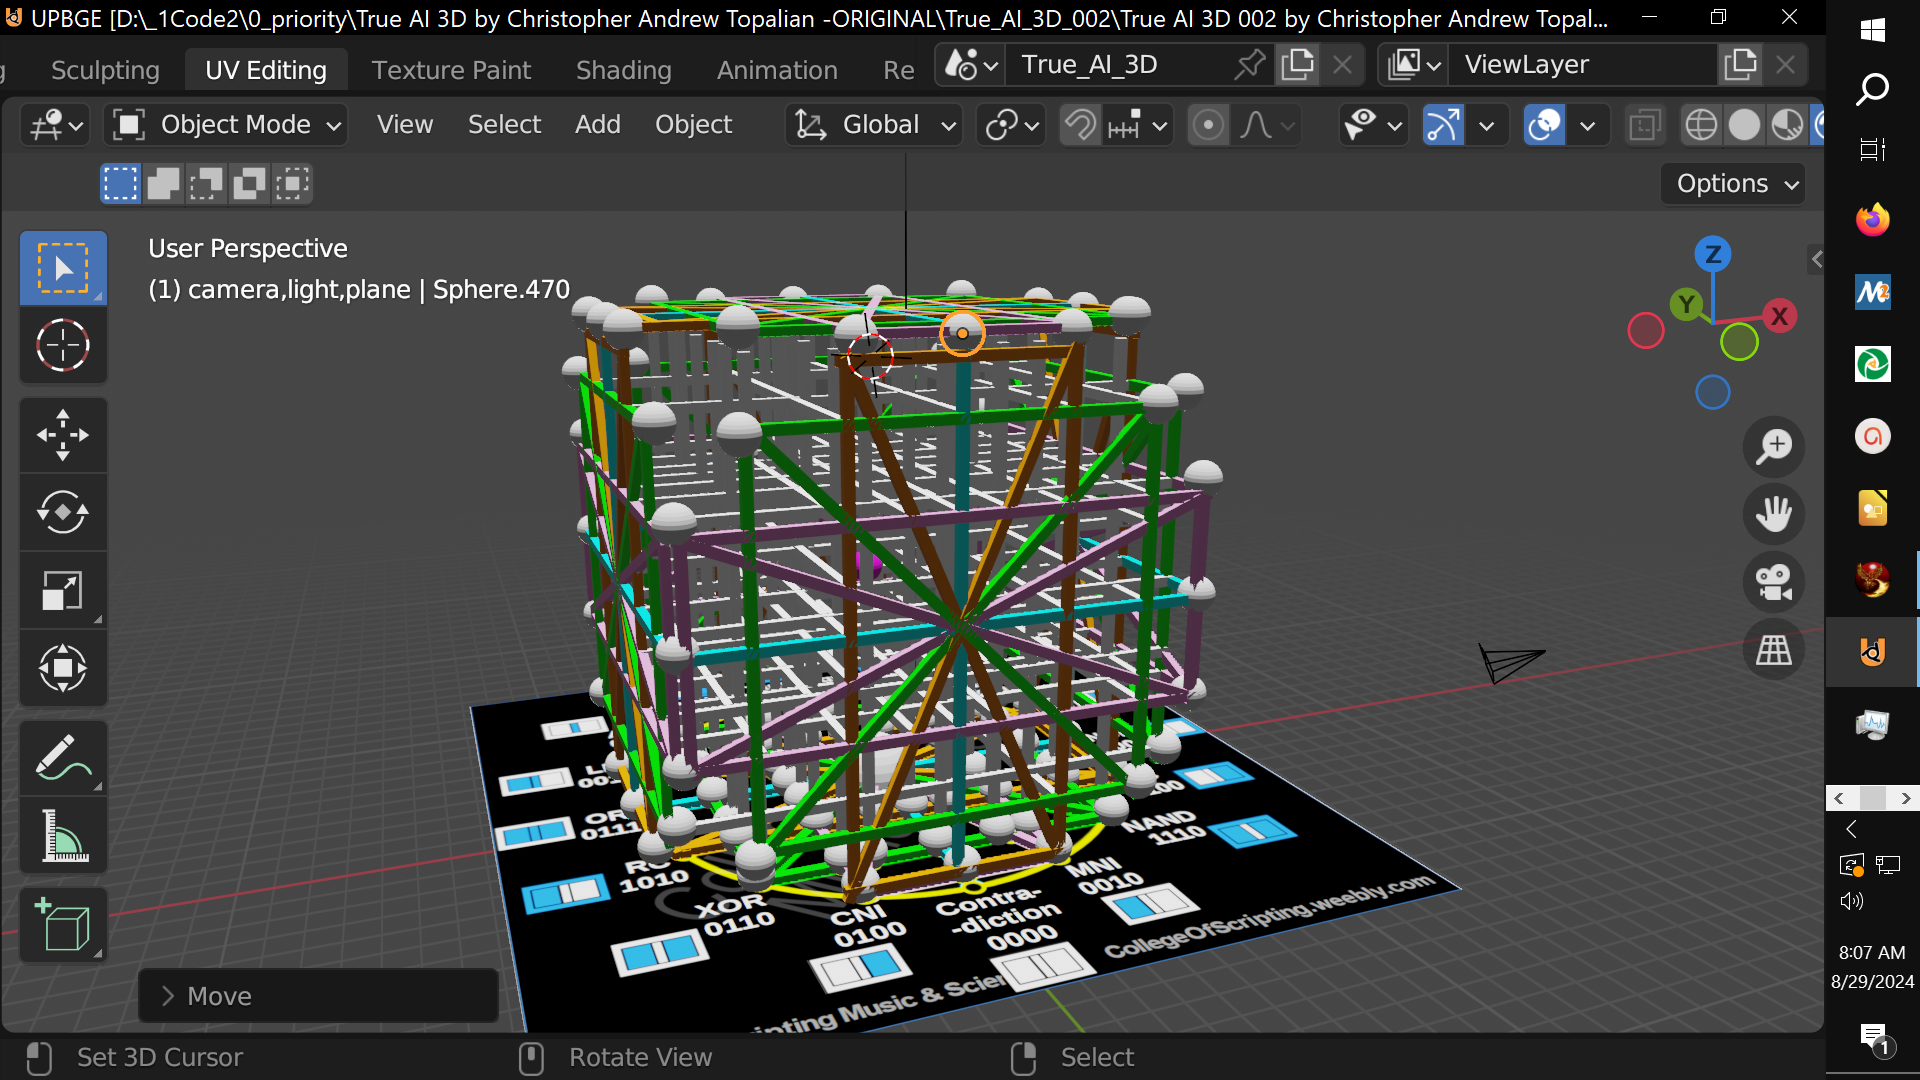 UPBGE [D:\_1Code2\0_priority\True AI 3D by Christopher Andrew Topalian -ORIGINAL\True_AI_3D_002\True AI 3D 002 by Christopher Andrew Topal...
Sculpting UV Editing Texture Paint Shading Animation Re True_AI_3D ViewLayer
Object Mode View Select Add Object Global
Options
User Perspective
(1) camera,light,plane | Sphere.470
Z
Y
X
OR
0111
NAND
1110
1010
XOR
0110
CNI
0100
Contra-
-diction
0000
MNI
0010
CollegeOfScripting.weebly.com
Move
Set 3D Cursor Rotate View Select
8:07 AM
8/29/2024
1